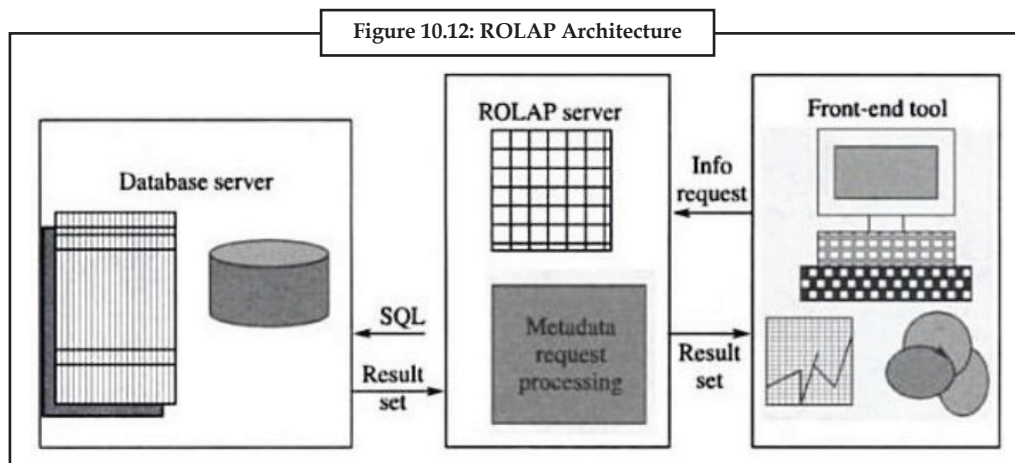 Figure 10.12: ROLAP Architecture
Database server
SQL
Result
set
ROLAP server
Metadata
request
processing
Info
request
Result
set
Front-end tool